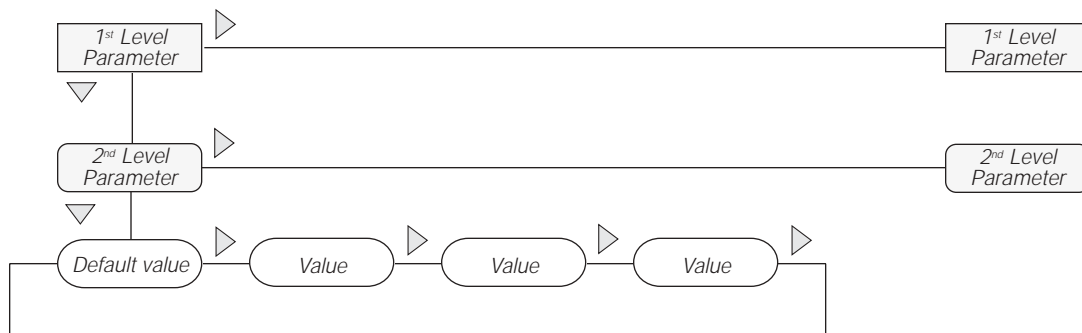 1st Level
Parameter
1st Level
Parameter
2nd Level
Parameter
2nd Level
Parameter
Default value
Value
Value
Value